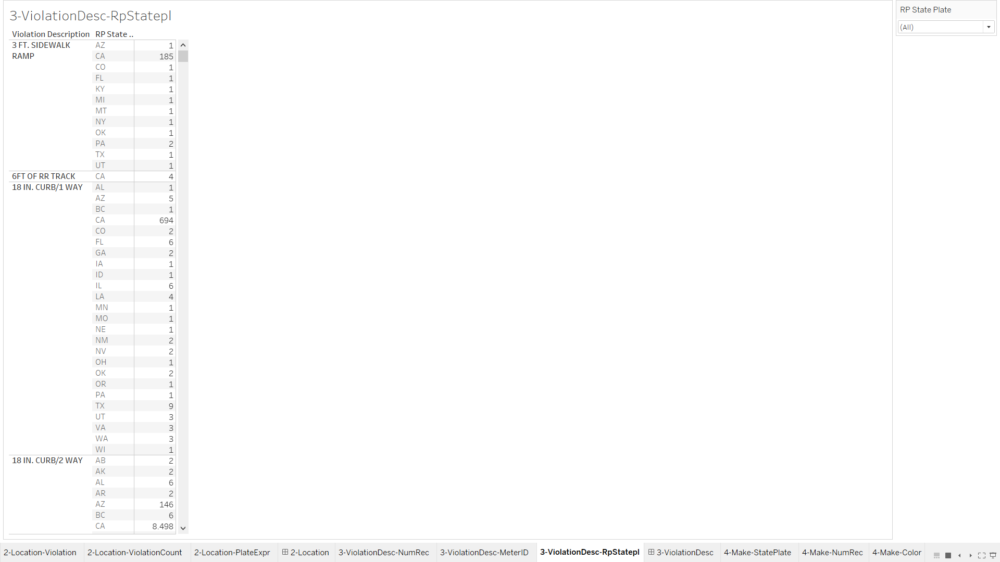 3-ViolationDesc-RpStatepl
Violation Description RP State ..
3 FT. SIDEWALK RAMP
AZ 1
CA 185
CO 1
FL 1
KY 1
MI 1
MT 1
NY 1
OK 1
PA 2
TX 1
UT 1
6FT OF RR TRACK CA 4
18 IN. CURB/1 WAY AL 1
AZ 5
BC 1
CA 694
CO 2
FL 6
GA 2
IA 1
ID 1
IL 6
LA 4
MN 1
MO 1
NE 1
NM 2
NV 2
OH 1
OK 2
OR 1
PA 1
TX 9
UT 3
VA 3
WA 3
WI 1
18 IN. CURB/2 WAY AB 2
AK 2
AL 6
AR 2
AZ 146
BC 6
CA 8.498
RP State Plate
(All)
2-Location-Violation 2-Location-ViolationCount 2-Location-PlateExpr 2-Location 3-ViolationDesc-NumRec 3-ViolationDesc-MeterID 3-ViolationDesc-RpStatepl 3-ViolationDesc 4-Make-StatePlate 4-Make-NumRec 4-Make-Color